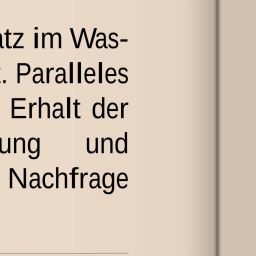 atz im Was-
. Paralleles
Erhalt der
ung und
Nachfrage